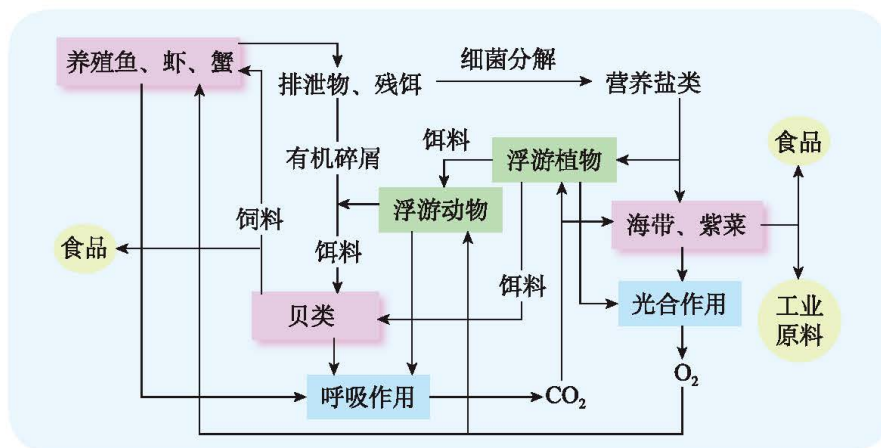 养殖鱼、虾、蟹
排泄物、残饵
细菌分解
营养盐类
食品
有机碎屑
饵料
浮游植物
浮游动物
海带、紫菜
饲料
食品
饵料
饵料
贝类
光合作用
工业
原料
呼吸作用
CO₂
O₂